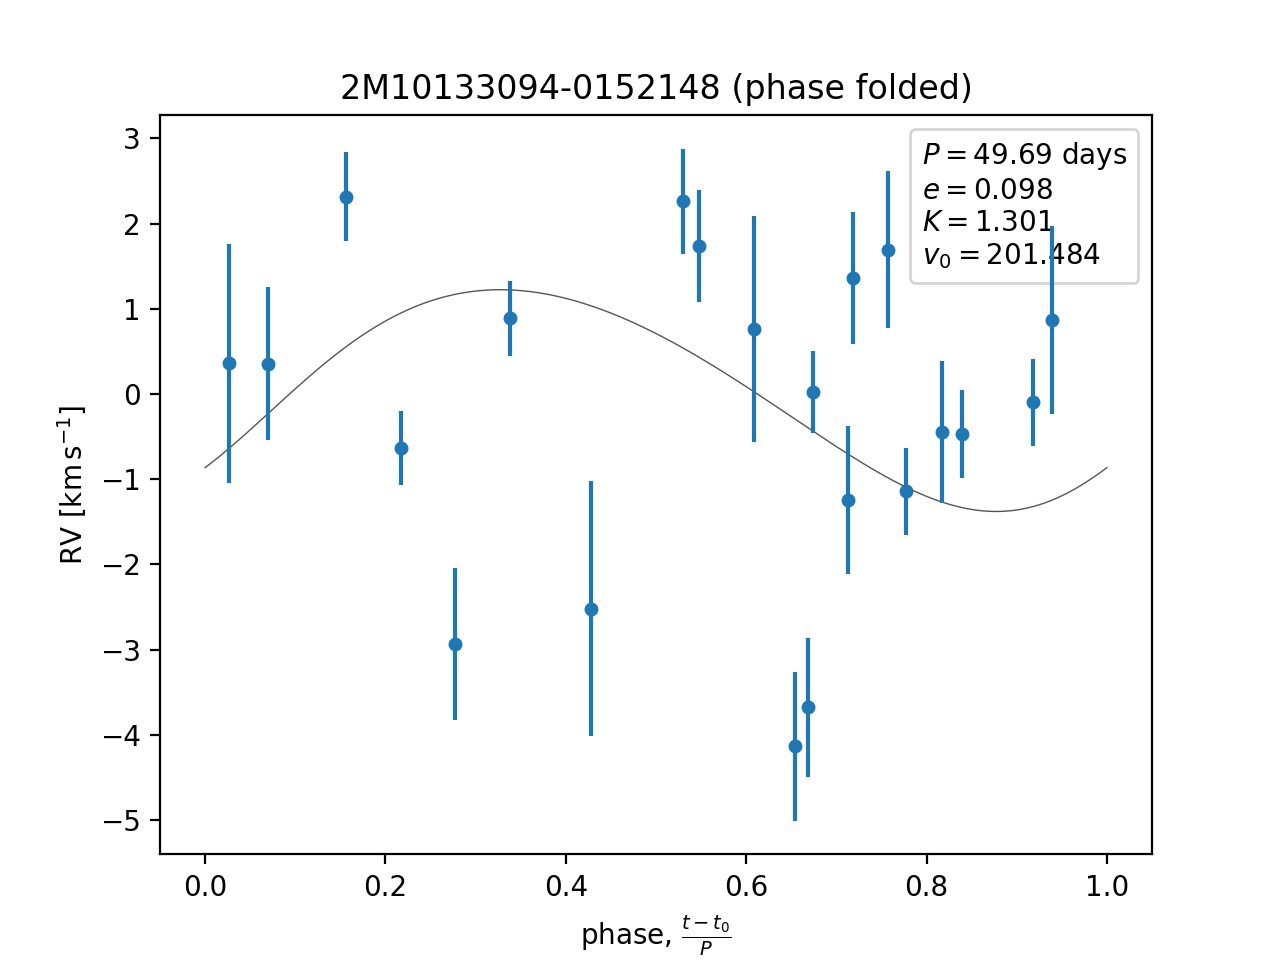 2M10133094-0152148 (phase folded)
P = 49.69 days
e = 0.098
K = 1.301
v₀ = 201.484
3
2
1
0
−1
−2
−3
−4
−5
RV [km s⁻¹]
0.0 0.2 0.4 0.6 0.8 1.0
phase, (t − t₀)/P